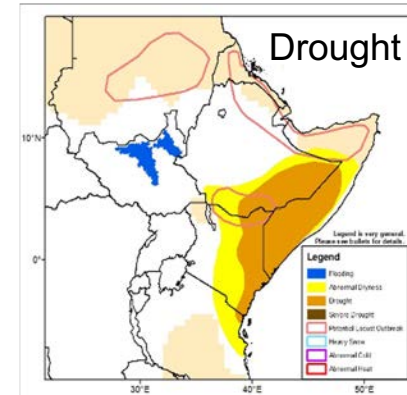 Drought
10°N
0°
30°E
40°E
50°E
Legend is very general.
Please see bullets for details.
Legend
Flooding
Abnormal Dryness
Drought
Severe Drought
Potential Locust Outbreak
Heavy Snow
Abnormal Cold
Abnormal Heat